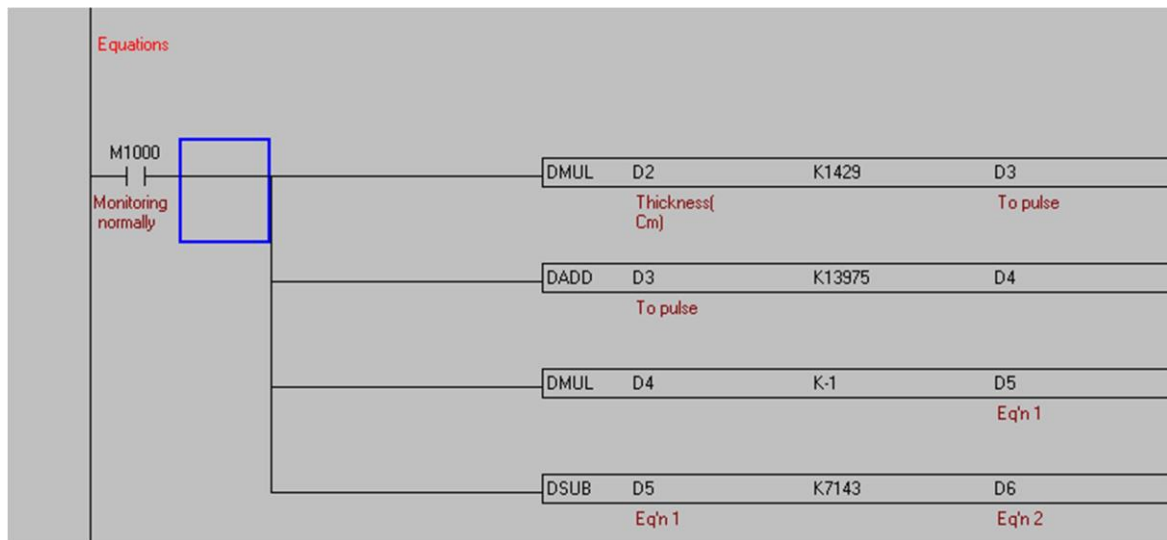 Equations
M1000
Monitoring
normally
DMUL D2 K1429 D3
Thickness(
Cm)
To pulse
DADD D3 K13975 D4
To pulse
DMUL D4 K-1 D5
Eq'n 1
DSUB D5 K7143 D6
Eq'n 1 Eq'n 2